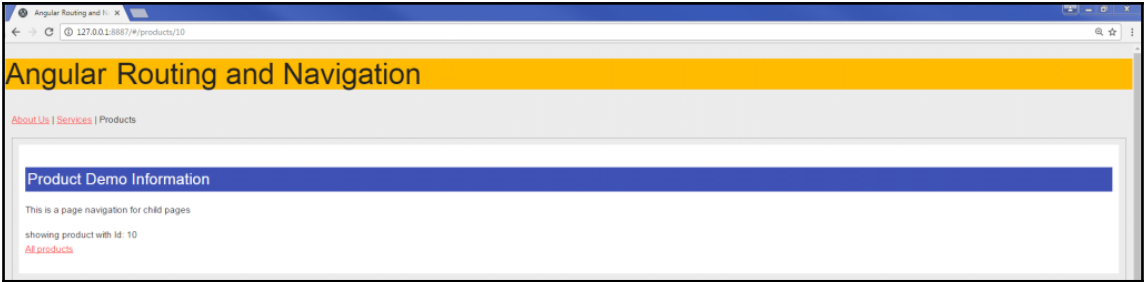 Angular Routing and N
127.0.0.1:8887/#/products/10
Angular Routing and Navigation
About Us | Services | Products
Product Demo Information
This is a page navigation for child pages
showing product with Id: 10
All products